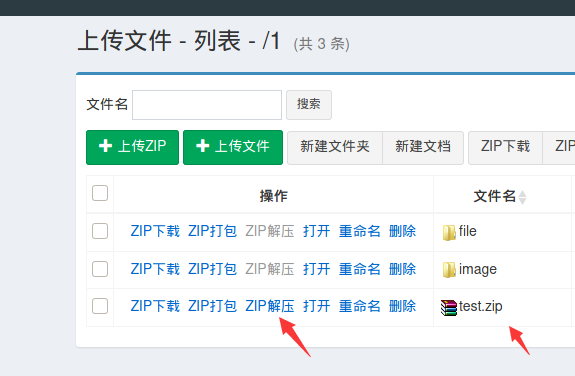 上传文件 - 列表 - /1 (共 3 条)
文件名 搜索
上传ZIP 上传文件 新建文件夹 新建文档 ZIP下载
操作 文件名
ZIP下载 ZIP打包 ZIP解压 打开 重命名 删除 file
ZIP下载 ZIP打包 ZIP解压 打开 重命名 删除 image
ZIP下载 ZIP打包 ZIP解压 打开 重命名 删除 test.zip